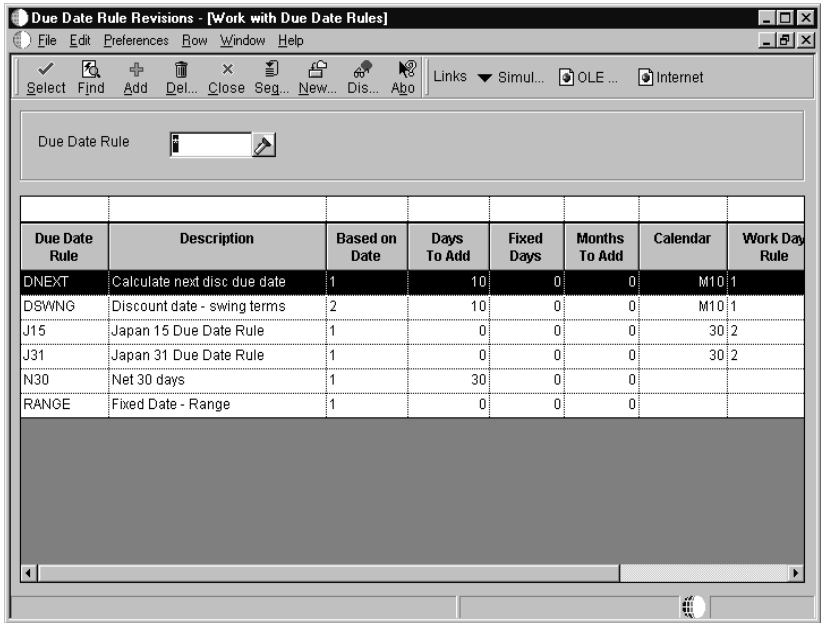 Due Date Rule Revisions - [Work with Due Date Rules]
File Edit Preferences Row Window Help
Select Find Add Del... Close Seq... New... Dis... Abo Links Simul... OLE ... Internet
Due Date Rule *
Due Date Rule Description Based on Date Days To Add Fixed Days Months To Add Calendar Work Day Rule
DNEXT Calculate next disc due date 1 10 0 0 M10 1
DSWNG Discount date - swing terms 2 10 0 0 M10 1
J15 Japan 15 Due Date Rule 1 0 0 0 30 2
J31 Japan 31 Due Date Rule 1 0 0 0 30 2
N30 Net 30 days 1 30 0 0
RANGE Fixed Date - Range 1 0 0 0